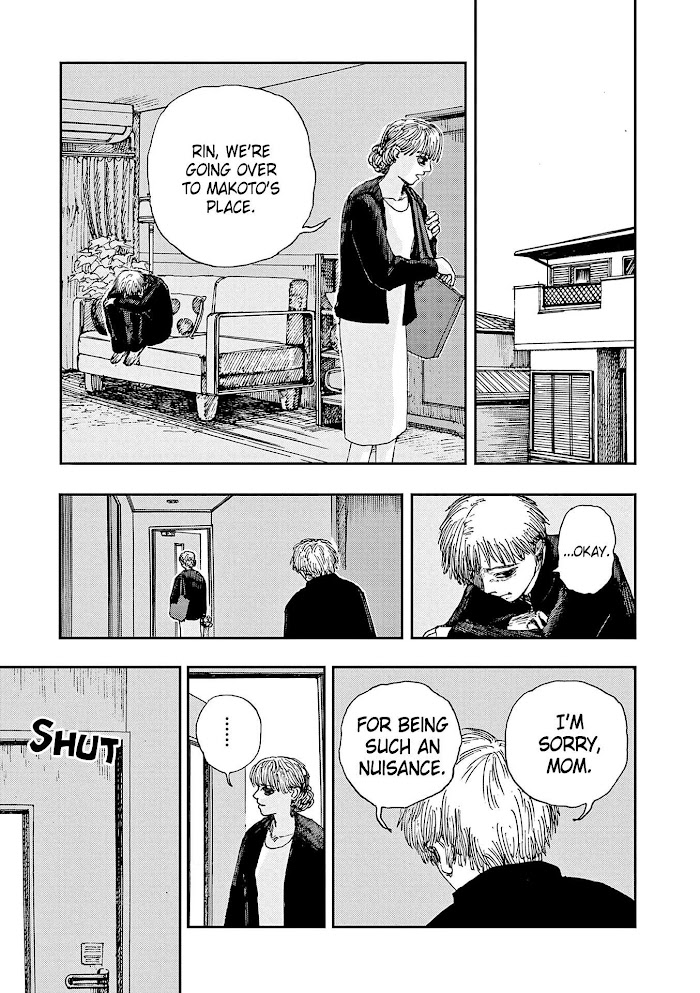 RIN, WE'RE
GOING OVER
TO MAKOTO'S
PLACE.
...OKAY.
I'M
SORRY,
MOM.
FOR BEING
SUCH AN
NUISANCE.
......
SHUT